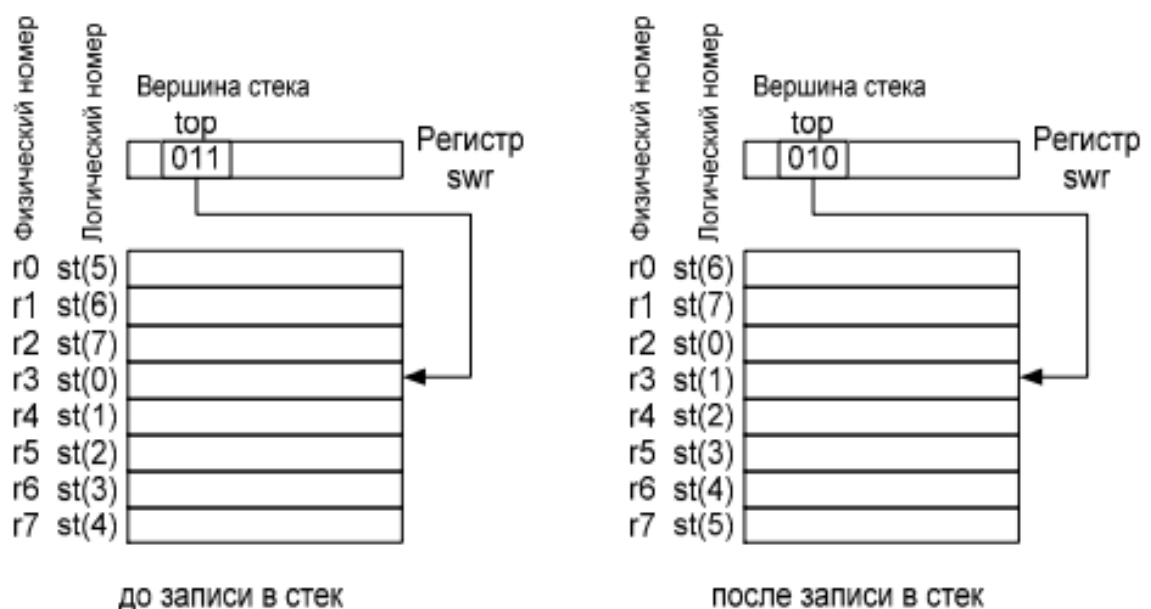 Физический номер
Логический номер
Вершина стека
top
011
Регистр
swr
r0 st(5)
r1 st(6)
r2 st(7)
r3 st(0)
r4 st(1)
r5 st(2)
r6 st(3)
r7 st(4)
до записи в стек
Физический номер
Логический номер
Вершина стека
top
010
Регистр
swr
r0 st(6)
r1 st(7)
r2 st(0)
r3 st(1)
r4 st(2)
r5 st(3)
r6 st(4)
r7 st(5)
после записи в стек